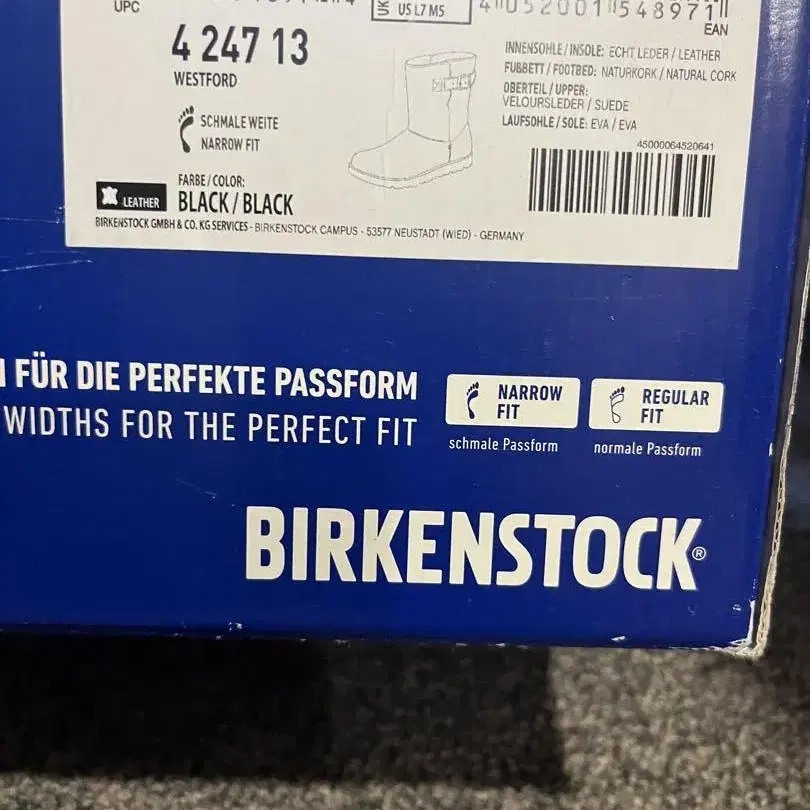 UPC
US L7 M5
4 052001 548971
EAN
4 247 13
WESTFORD
SCHMALE WEITE
NARROW FIT
INNENSOHLE / INSOLE: ECHT LEDER / LEATHER
FUßBETT / FOOTBED: NATURKORK / NATURAL CORK
OBERTEIL / UPPER:
VELOURSLEDER / SUEDE
LAUFSOHLE / SOLE: EVA / EVA
45000064520641
LEATHER
FARBE / COLOR:
BLACK / BLACK
BIRKENSTOCK GMBH & CO. KG SERVICES - BIRKENSTOCK CAMPUS - 53577 NEUSTADT (WIED) - GERMANY
FÜR DIE PERFEKTE PASSFORM
WIDTHS FOR THE PERFECT FIT
NARROW
FIT
schmale Passform
REGULAR
FIT
normale Passform
BIRKENSTOCK®